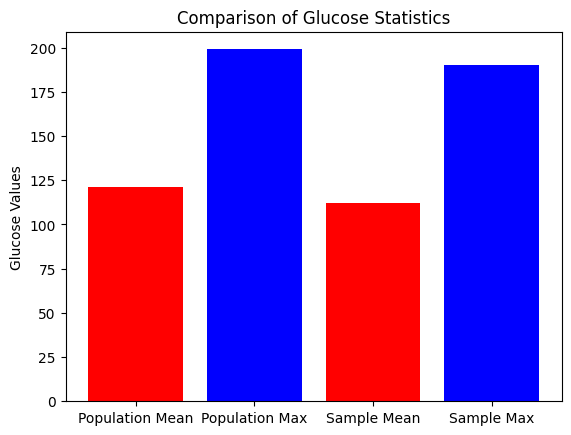 Comparison of Glucose Statistics
Glucose Values
200
175
150
125
100
75
50
25
0
Population Mean
Population Max
Sample Mean
Sample Max